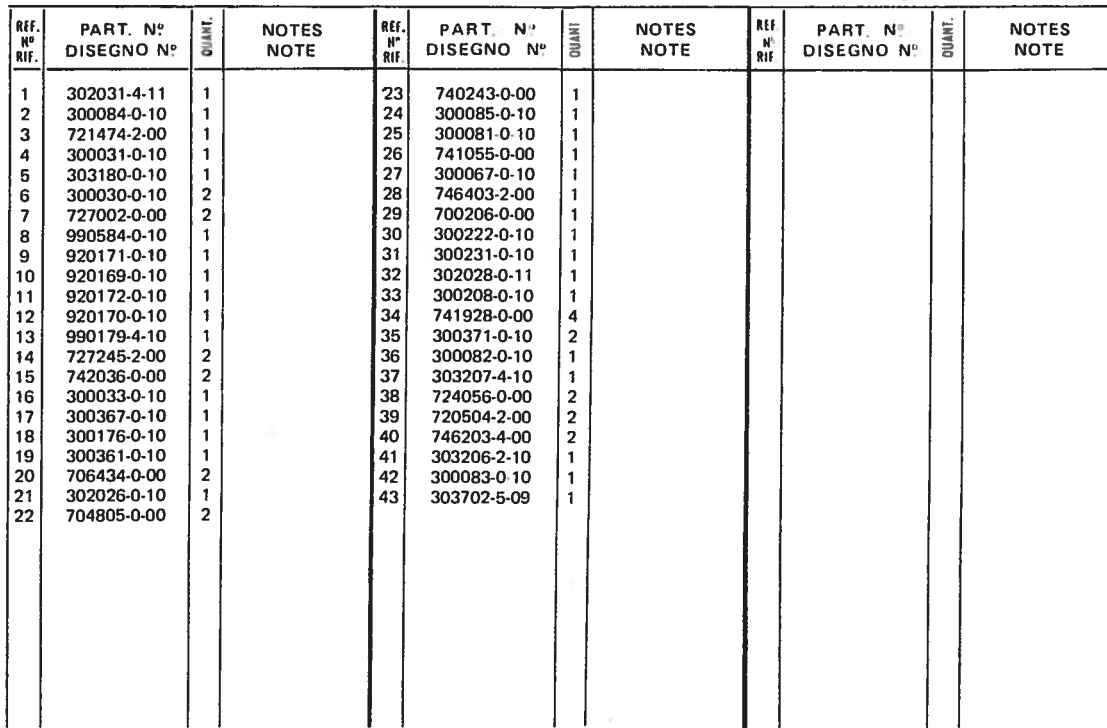 REF. Nº RIF. PART. Nº DISEGNO Nº QUANT. NOTES NOTE REF. Nº RIF. PART. Nº DISEGNO Nº QUANT NOTES NOTE REF Nº RIF PART. Nº DISEGNO Nº QUANT. NOTES NOTE
1 302031-4-11 1 23 740243-0-00 1
2 300084-0-10 1 24 300085-0-10 1
3 721474-2-00 1 25 300081-0-10 1
4 300031-0-10 1 26 741055-0-00 1
5 303180-0-10 1 27 300067-0-10 1
6 300030-0-10 2 28 746403-2-00 1
7 727002-0-00 2 29 700206-0-00 1
8 990584-0-10 1 30 300222-0-10 1
9 920171-0-10 1 31 300231-0-10 1
10 920169-0-10 1 32 302028-0-11 1
11 920172-0-10 1 33 300208-0-10 1
12 920170-0-10 1 34 741928-0-00 4
13 990179-4-10 1 35 300371-0-10 2
14 727245-2-00 2 36 300082-0-10 1
15 742036-0-00 2 37 303207-4-10 1
16 300033-0-10 1 38 724056-0-00 2
17 300367-0-10 1 39 720504-2-00 2
18 300176-0-10 1 40 746203-4-00 2
19 300361-0-10 1 41 303206-2-10 1
20 706434-0-00 2 42 300083-0-10 1
21 302026-0-10 1 43 303702-5-09 1
22 704805-0-00 2